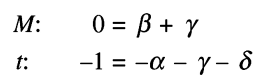 M: 0 = β + γ
t: –1 = –α – γ – δ